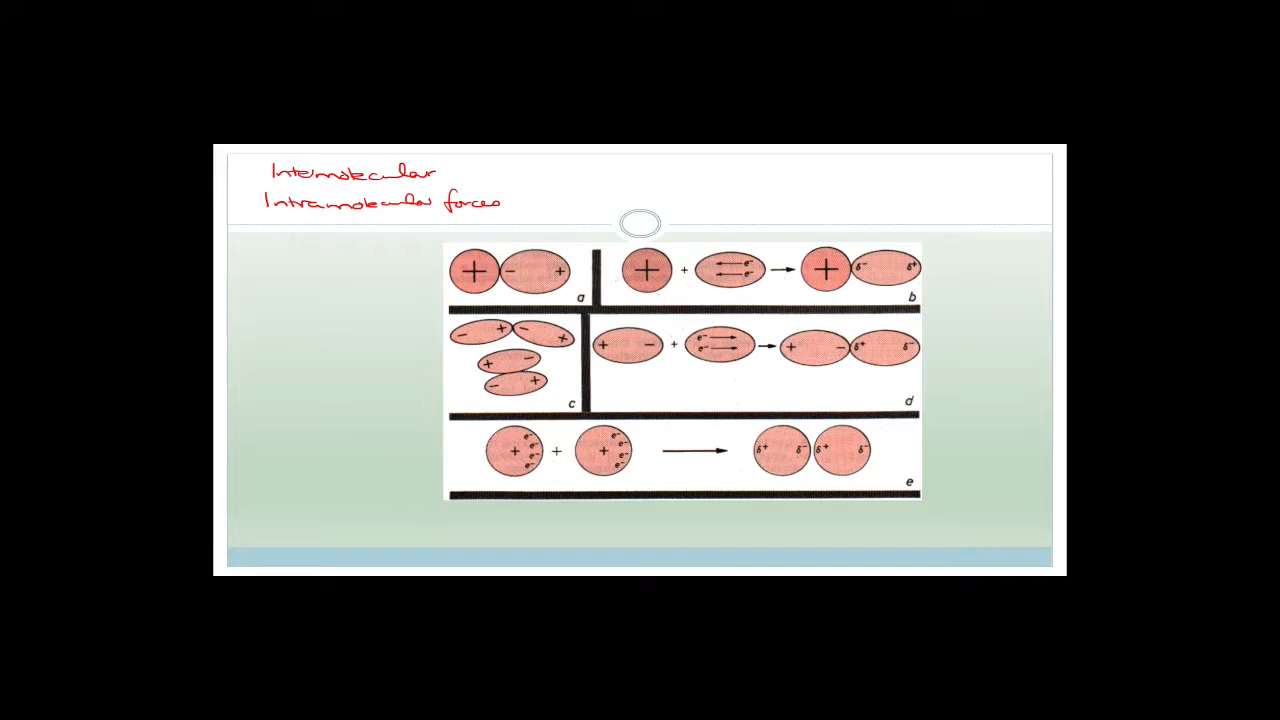 Intermolecular
Intramolecular forces
+ - + a
+ + e⁻ e⁻ → + δ⁻ δ⁺ b
- + - +
+ -
- +
c
+ - + e⁻ e⁻ → + - δ⁺ δ⁻
d
+ e⁻ e⁻ e⁻ e⁻ + + e⁻ e⁻ e⁻ e⁻ → δ⁺ δ⁻ δ⁺ δ⁻
e